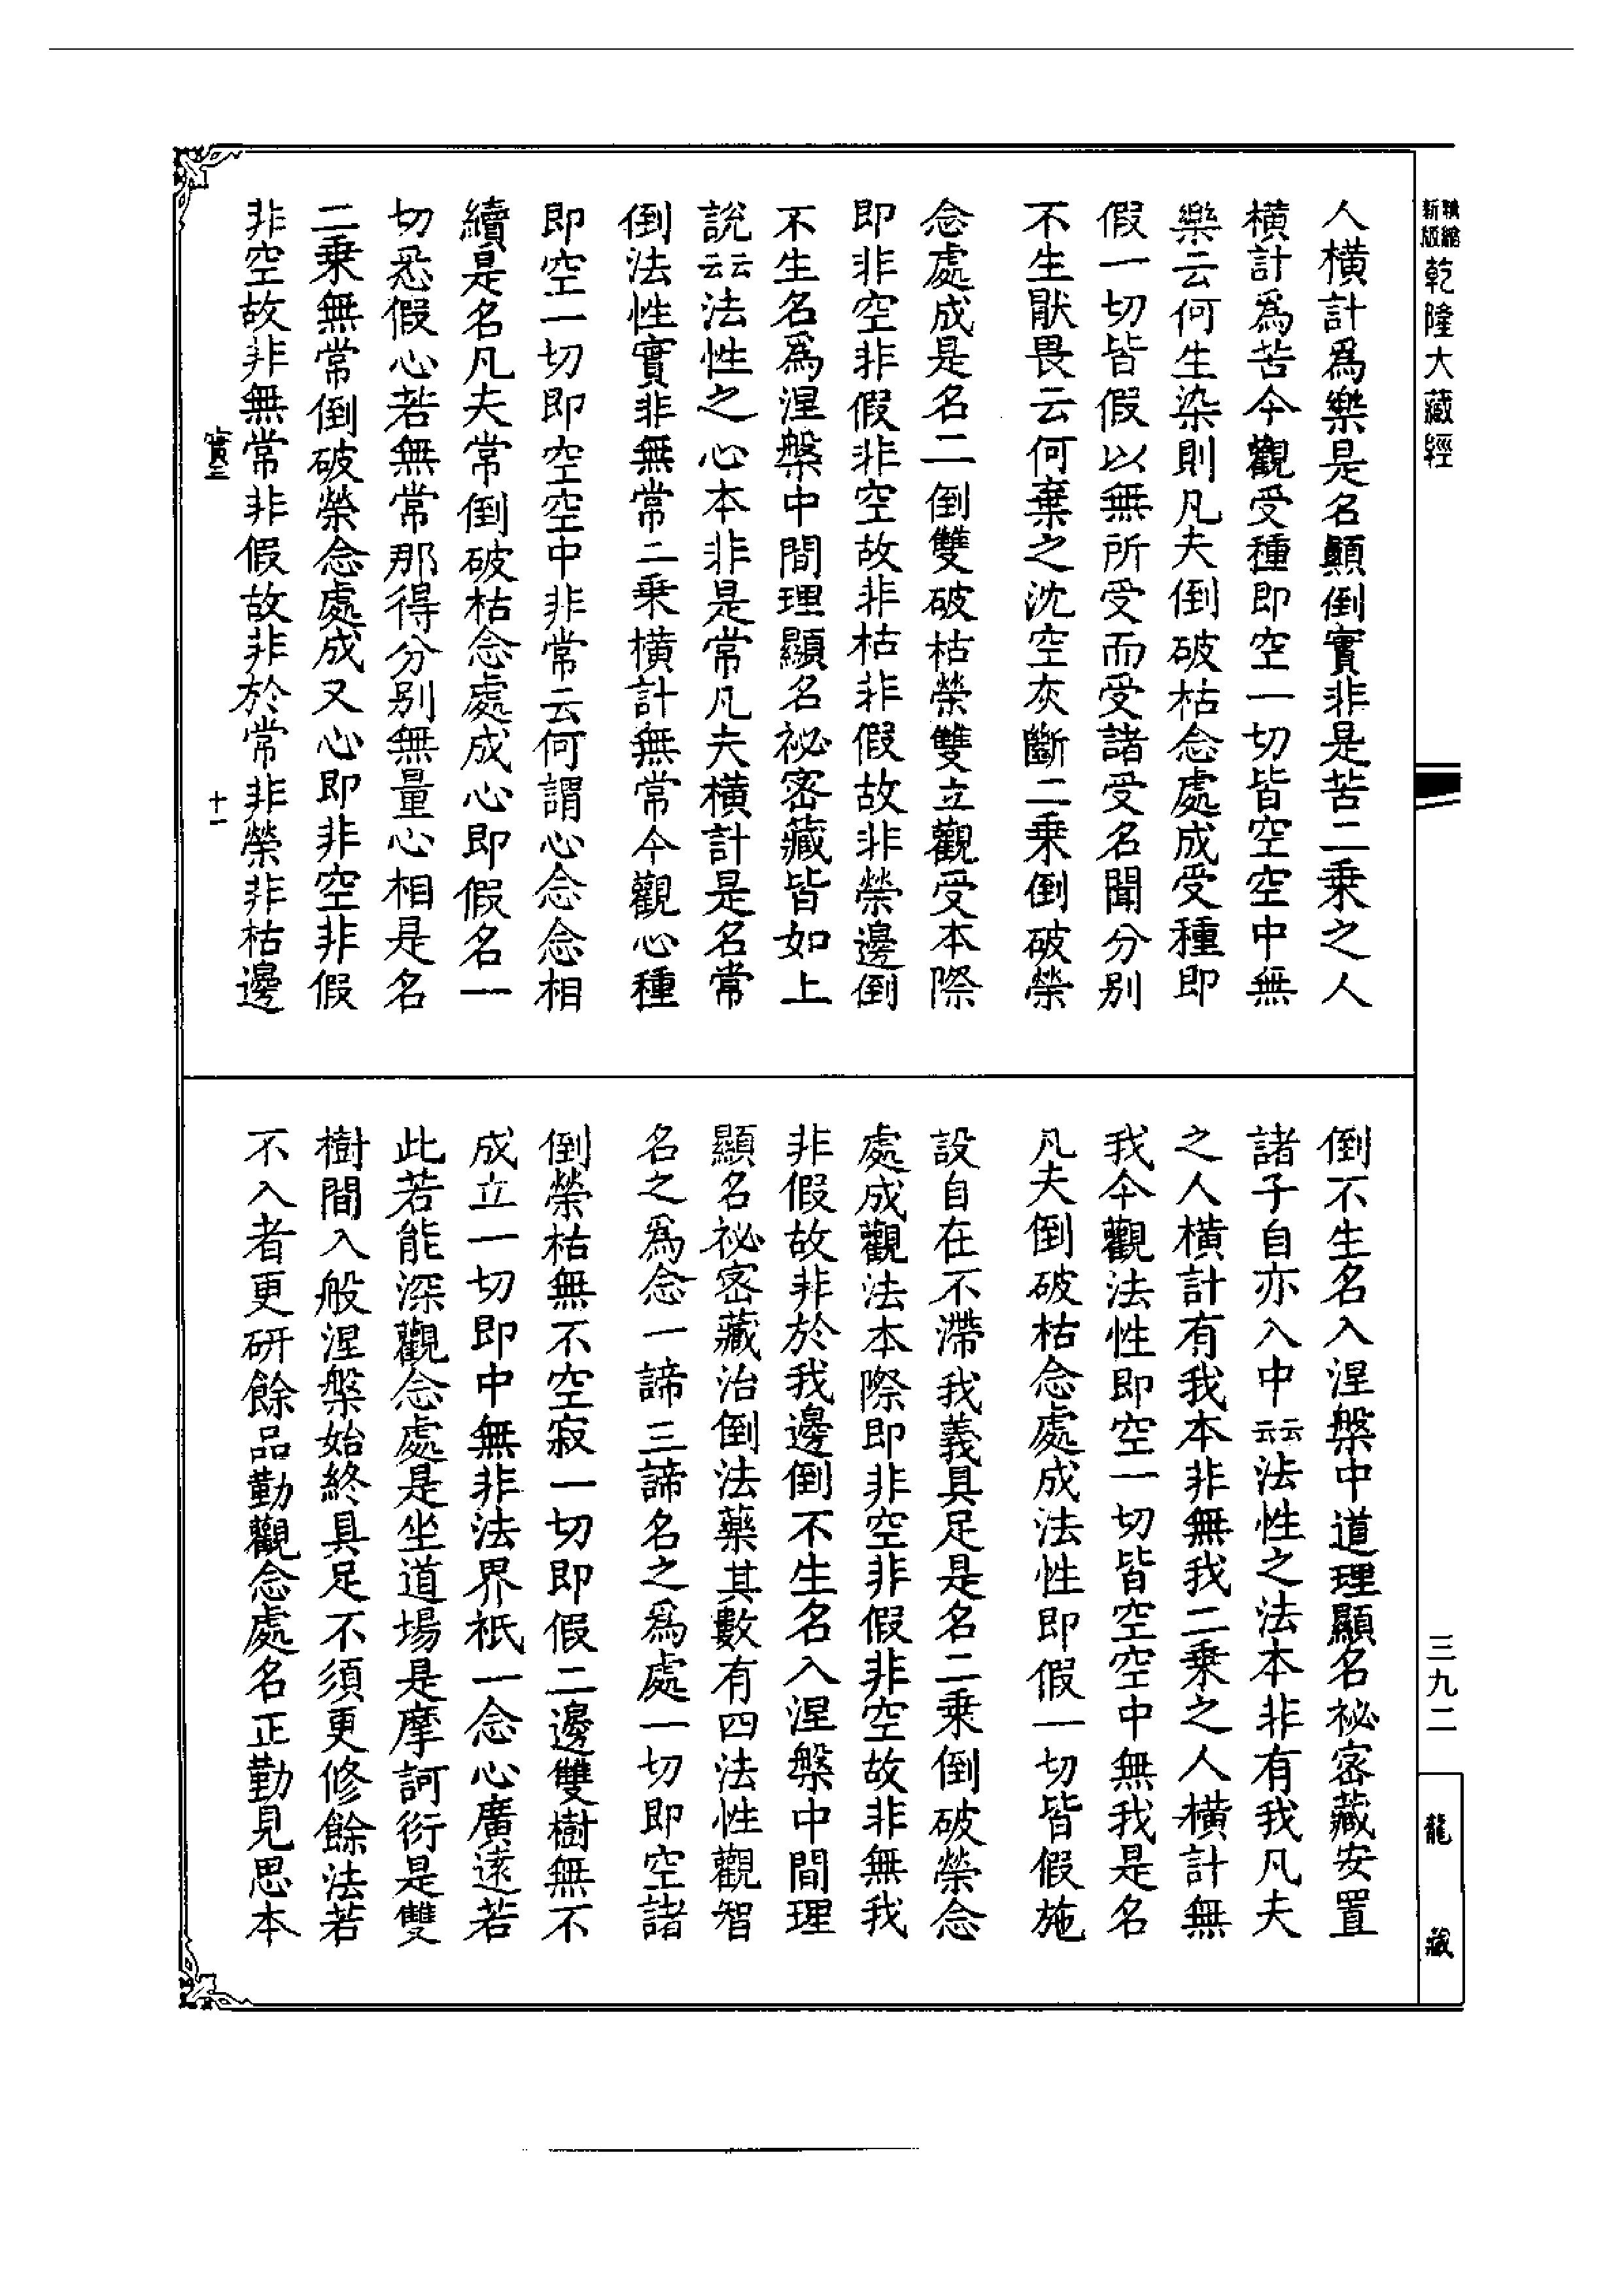 新版
乾隆大藏經
人橫計爲樂是名顚倒實非是苦二乗之人
橫計爲苦今觀受種即空一切皆空空中無
樂云何生染則凡夫倒破枯念處成受種即
假一切皆假以無所受而受諸受名聞分別
不生猒畏云何棄之沈空灰斷二乗倒破榮
念處成是名二倒雙破枯榮雙立觀受本際
即非空非假非空故非枯非假故非榮邊倒
不生名爲涅槃中間理顯名祕密藏皆如上
說云云法性之心本非是常凡夫橫計是名常
倒法性實非無常二乗橫計無常今觀心種
即空一切即空空中非常云何謂心念念相
續是名凡夫常倒破枯念處成心即假名一
切悉假心若無常那得分別無量心相是名
二乗無常倒破榮念處成又心即非空非假
非空故非無常非假故非於常非榮非枯邊
十一
倒不生名入涅槃中道理顯名祕密藏安置
諸子自亦入中云云法性之法本非有我凡夫
之人橫計有我本非無我二乗之人橫計無
我今觀法性即空一切皆空空中無我是名
凡夫倒破枯念處成法性即假一切皆假施
設自在不滯我義具足是名二乗倒破榮念
處成觀法本際即非空非假非空故非無我
非假故非於我邊倒不生名入涅槃中間理
顯名祕密藏治倒法藥其數有四法性觀智
名之爲念一諦三諦名之爲處一切即空諸
倒榮枯無不空寂一切即假二邊雙樹無不
成立一切即中無非法界祇一念心廣遠若
此若能深觀念處是坐道場是摩訶衍是雙
樹間入般涅槃始終具足不須更修餘法若
不入者更研餘品勤觀念處名正勤見思本
三九二
龍藏